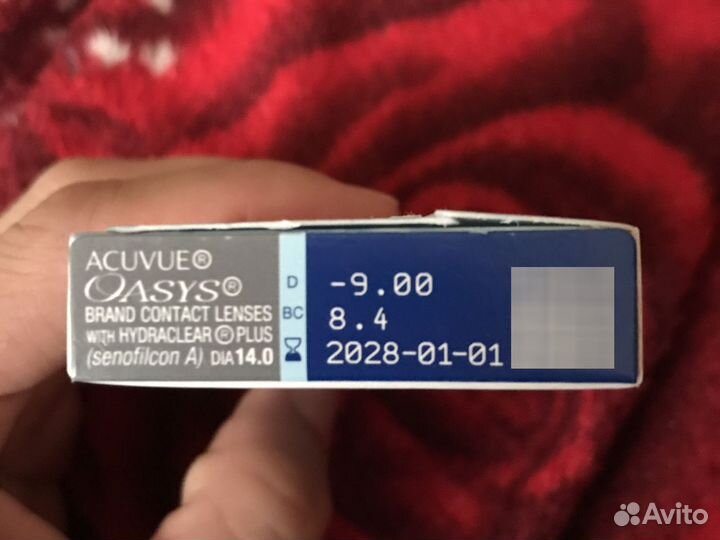 ACUVUE®
OASYS®
BRAND CONTACT LENSES
WITH HYDRACLEAR® PLUS
(senofilcon A) DIA 14.0
D -9.00
BC 8.4
2028-01-01
Avito